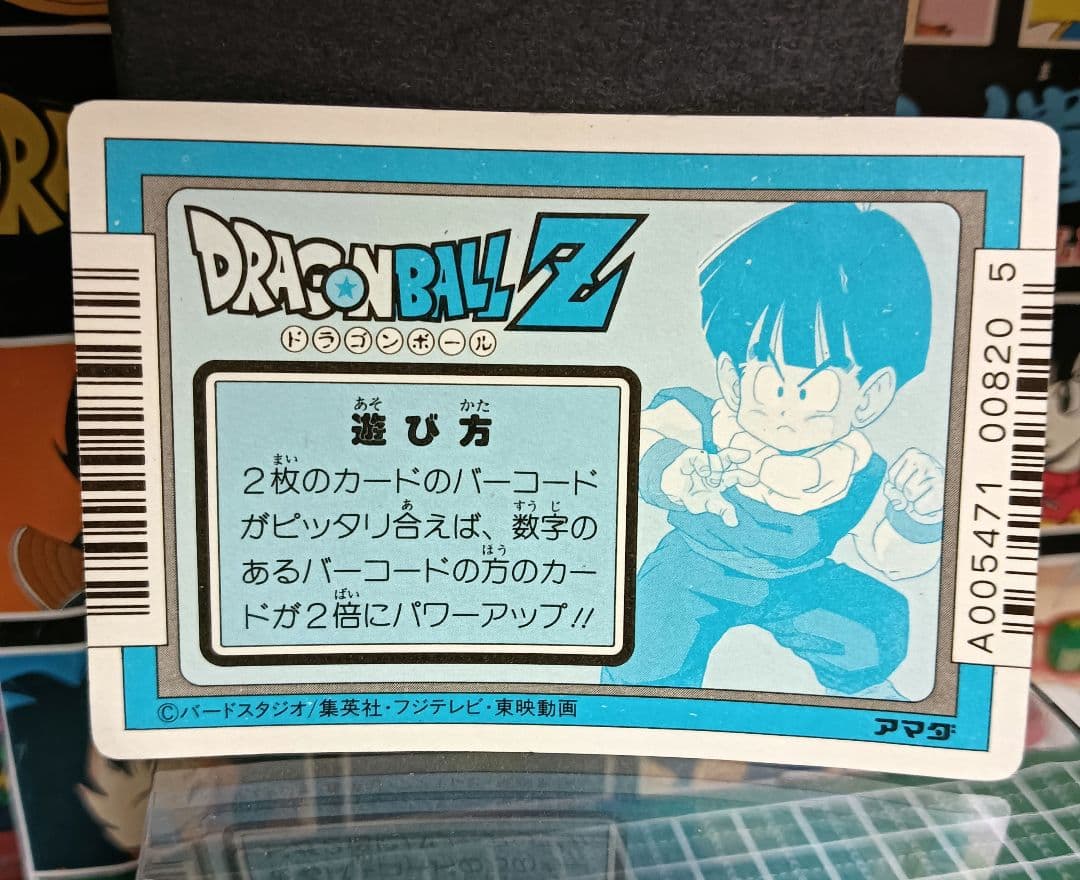 DRAGON BALL Z
ドラゴンボール
遊び方
2枚のカードのバーコード
がピッタリ合えば、数字の
あるバーコードの方のカー
ドが2倍にパワーアップ!!
A005471 00820 5
©バードスタジオ/集英社・フジテレビ・東映動画
アマダ